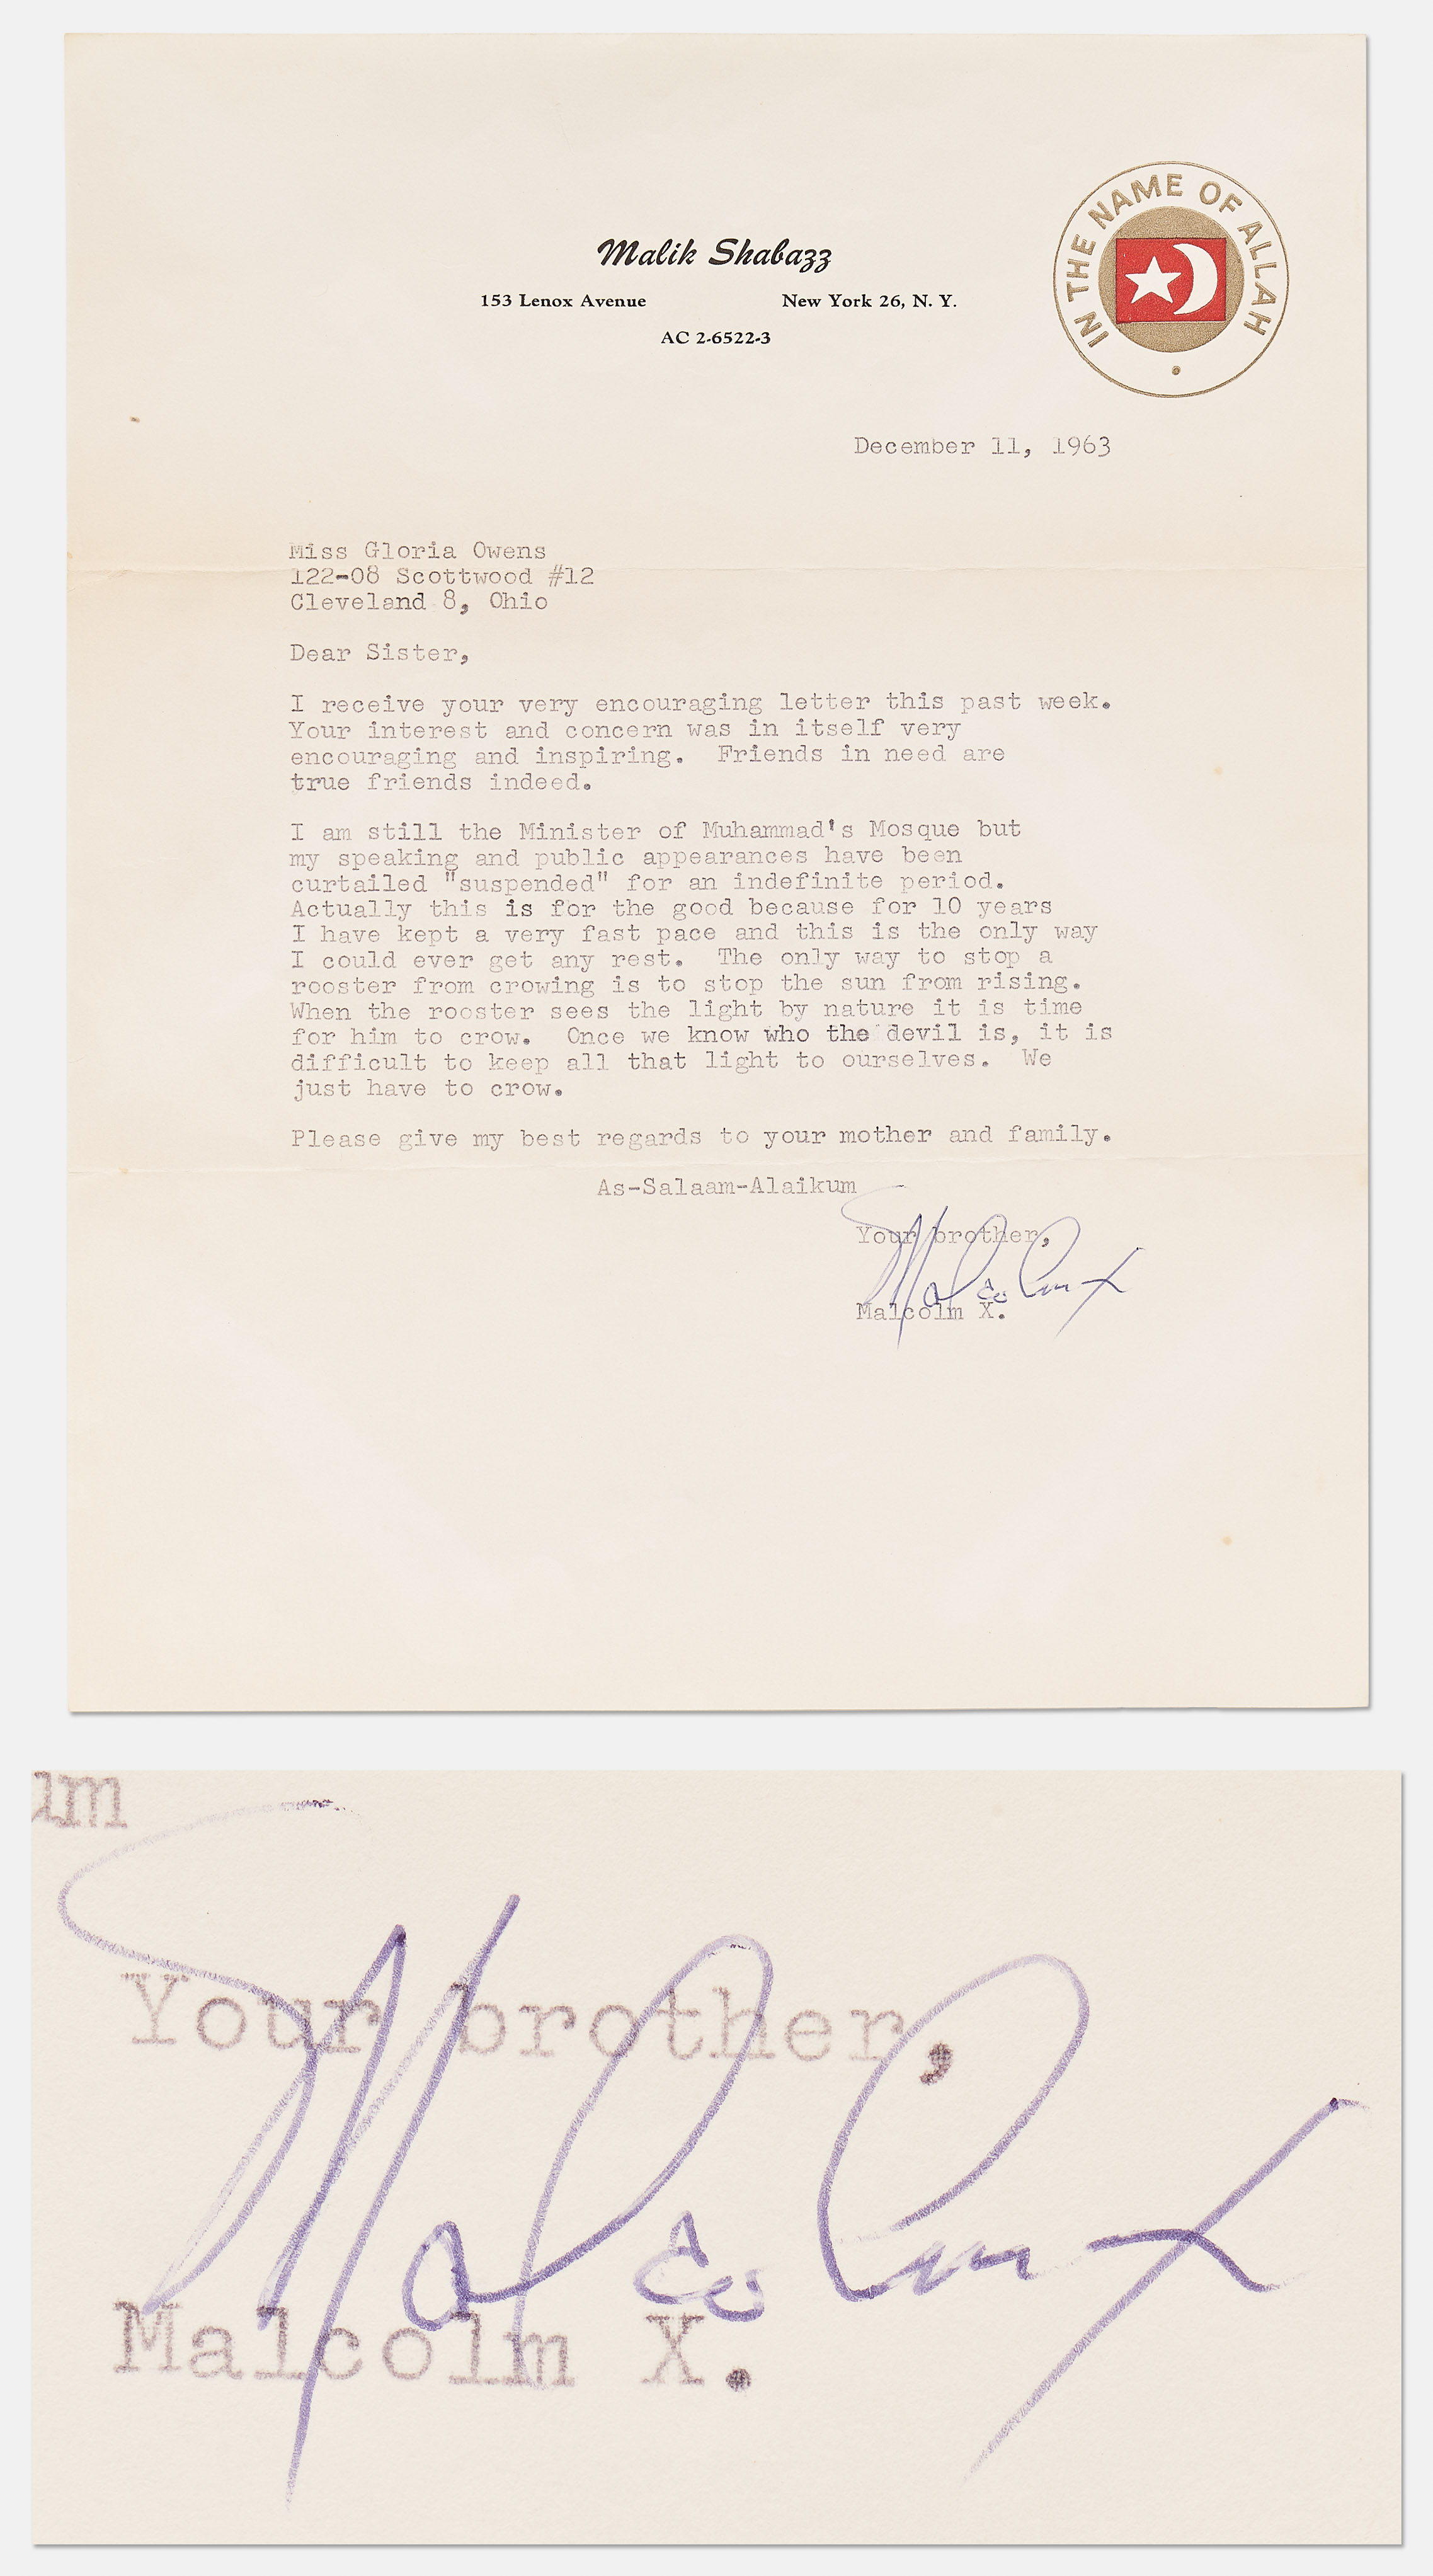 Malik Shabazz
153 Lenox Avenue New York 26, N. Y.
AC 2-6522-3
IN THE NAME OF ALLAH
December 11, 1963
Miss Gloria Owens
122-08 Scottwood #12
Cleveland 8, Ohio
Dear Sister,
I receive your very encouraging letter this past week.
Your interest and concern was in itself very
encouraging and inspiring. Friends in need are
true friends indeed.
I am still the Minister of Muhammad's Mosque but
my speaking and public appearances have been
curtailed "suspended" for an indefinite period.
Actually this is for the good because for 10 years
I have kept a very fast pace and this is the only way
I could ever get any rest. The only way to stop a
rooster from crowing is to stop the sun from rising.
When the rooster sees the light by nature it is time
for him to crow. Once we know who the devil is, it is
difficult to keep all that light to ourselves. We
just have to crow.
Please give my best regards to your mother and family.
As-Salaam-Alaikum
Your brother,
Malcolm X
Malcolm X.
um
Your brother,
Malcolm X
Malcolm X.